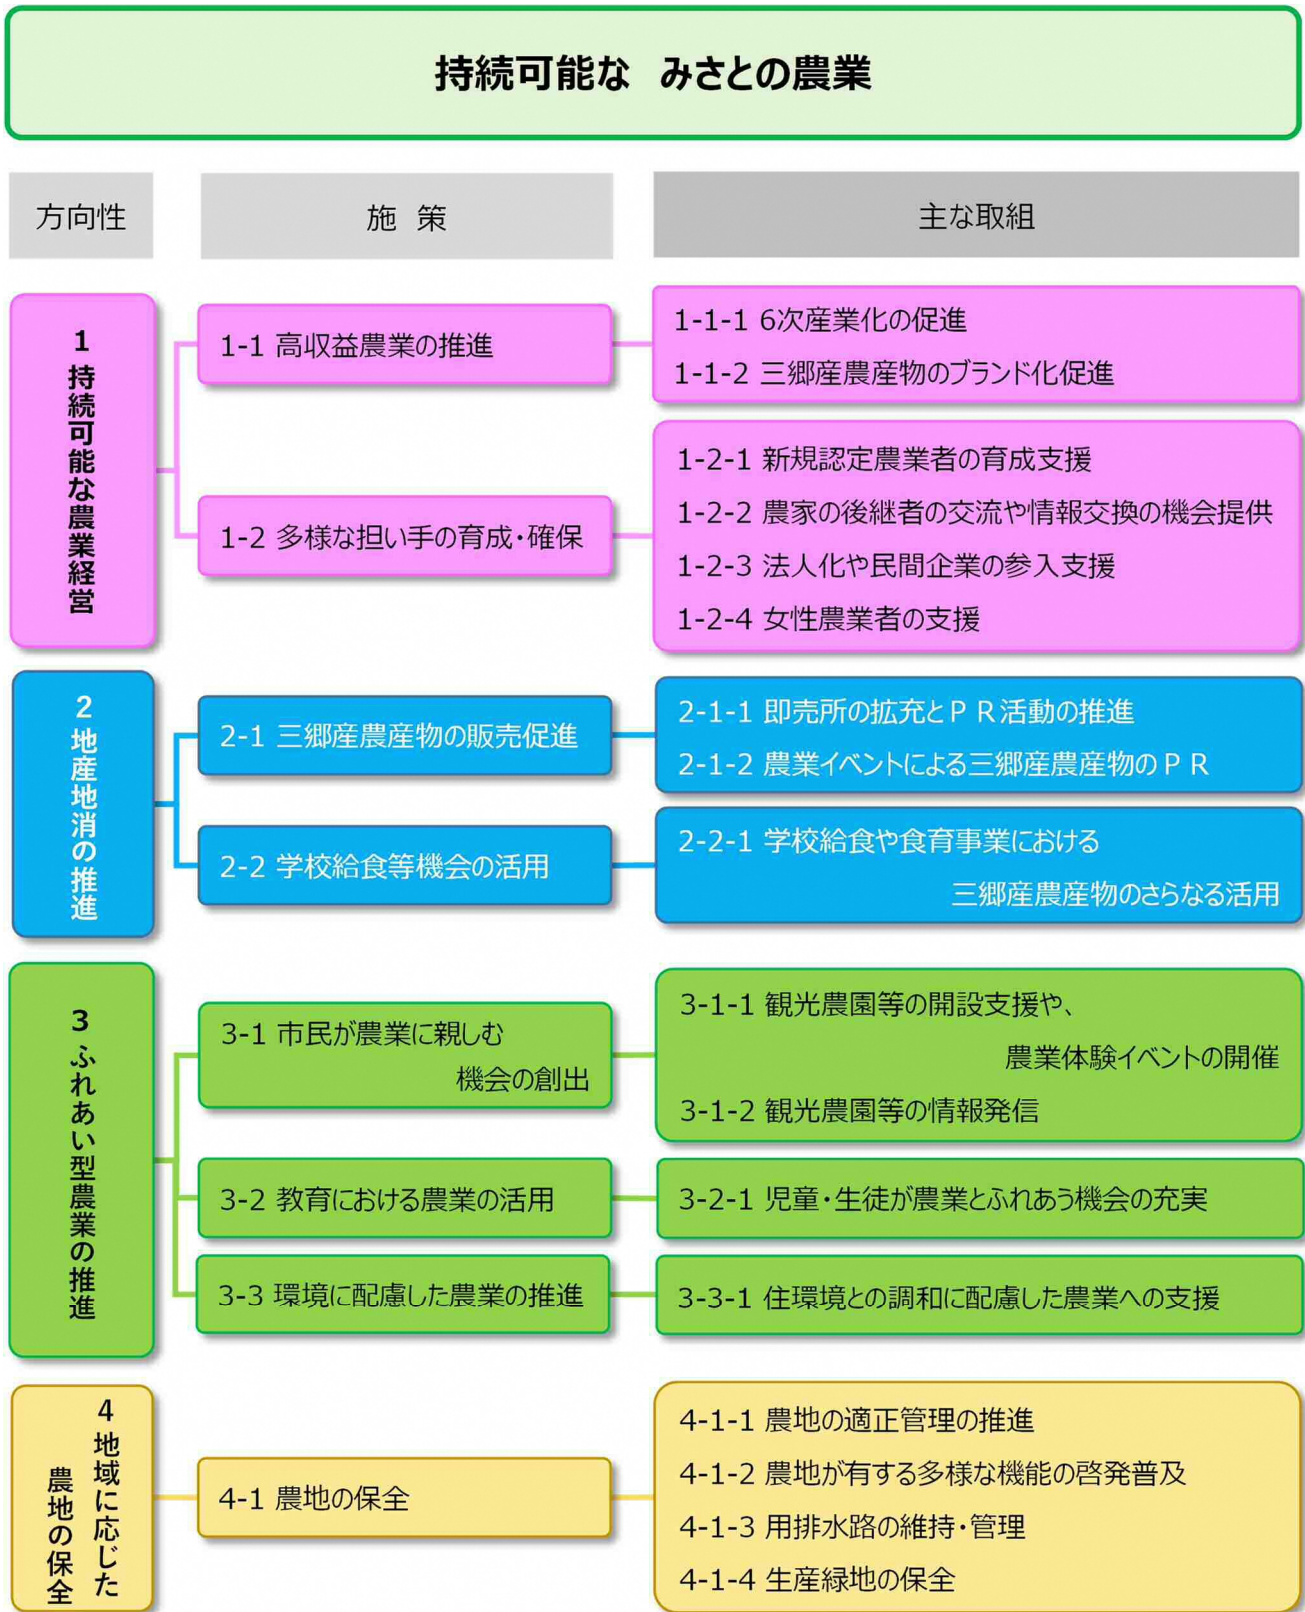 持続可能な　みさとの農業
方向性
施 策
主な取組
1 持続可能な農業経営
1-1 高収益農業の推進
1-1-1 6次産業化の促進
1-1-2 三郷産農産物のブランド化促進
1-2 多様な担い手の育成・確保
1-2-1 新規認定農業者の育成支援
1-2-2 農家の後継者の交流や情報交換の機会提供
1-2-3 法人化や民間企業の参入支援
1-2-4 女性農業者の支援
2 地産地消の推進
2-1 三郷産農産物の販売促進
2-1-1 即売所の拡充とＰＲ活動の推進
2-1-2 農業イベントによる三郷産農産物のＰＲ
2-2 学校給食等機会の活用
2-2-1 学校給食や食育事業における
三郷産農産物のさらなる活用
3 ふれあい型農業の推進
3-1 市民が農業に親しむ
機会の創出
3-1-1 観光農園等の開設支援や、
農業体験イベントの開催
3-1-2 観光農園等の情報発信
3-2 教育における農業の活用
3-2-1 児童・生徒が農業とふれあう機会の充実
3-3 環境に配慮した農業の推進
3-3-1 住環境との調和に配慮した農業への支援
4 地域に応じた
農地の保全
4-1 農地の保全
4-1-1 農地の適正管理の推進
4-1-2 農地が有する多様な機能の啓発普及
4-1-3 用排水路の維持・管理
4-1-4 生産緑地の保全